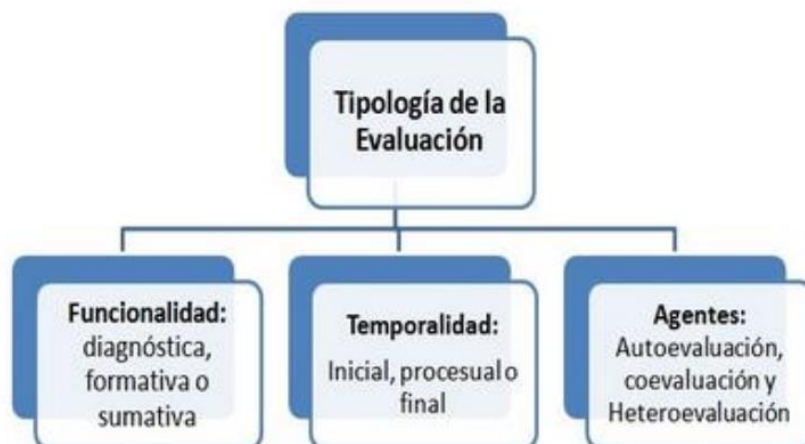 Tipología de la
Evaluación
Funcionalidad:
diagnóstica,
formativa o
sumativa
Temporalidad:
Inicial, procesual o
final
Agentes:
Autoevaluación,
coevaluación y
Heteroevaluación